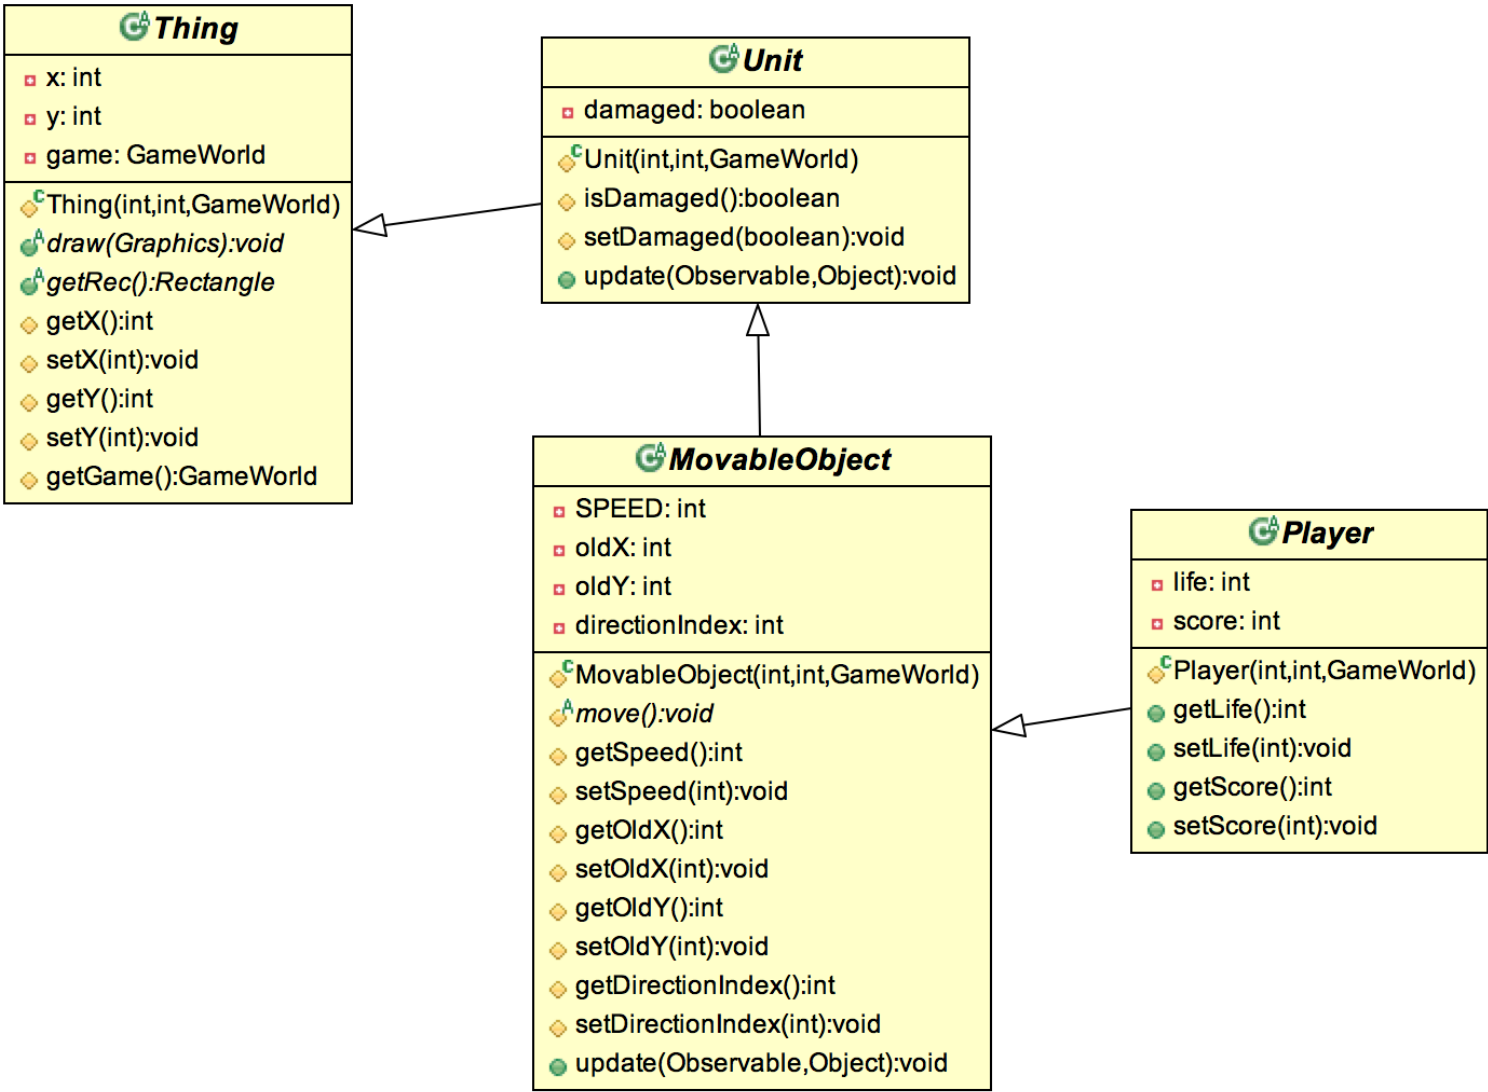 Thing
x: int
y: int
game: GameWorld
Thing(int,int,GameWorld)
draw(Graphics):void
getRec():Rectangle
getX():int
setX(int):void
getY():int
setY(int):void
getGame():GameWorld
Unit
damaged: boolean
Unit(int,int,GameWorld)
isDamaged():boolean
setDamaged(boolean):void
update(Observable,Object):void
MovableObject
SPEED: int
oldX: int
oldY: int
directionIndex: int
MovableObject(int,int,GameWorld)
move():void
getSpeed():int
setSpeed(int):void
getOldX():int
setOldX(int):void
getOldY():int
setOldY(int):void
getDirectionIndex():int
setDirectionIndex(int):void
update(Observable,Object):void
Player
life: int
score: int
Player(int,int,GameWorld)
getLife():int
setLife(int):void
getScore():int
setScore(int):void